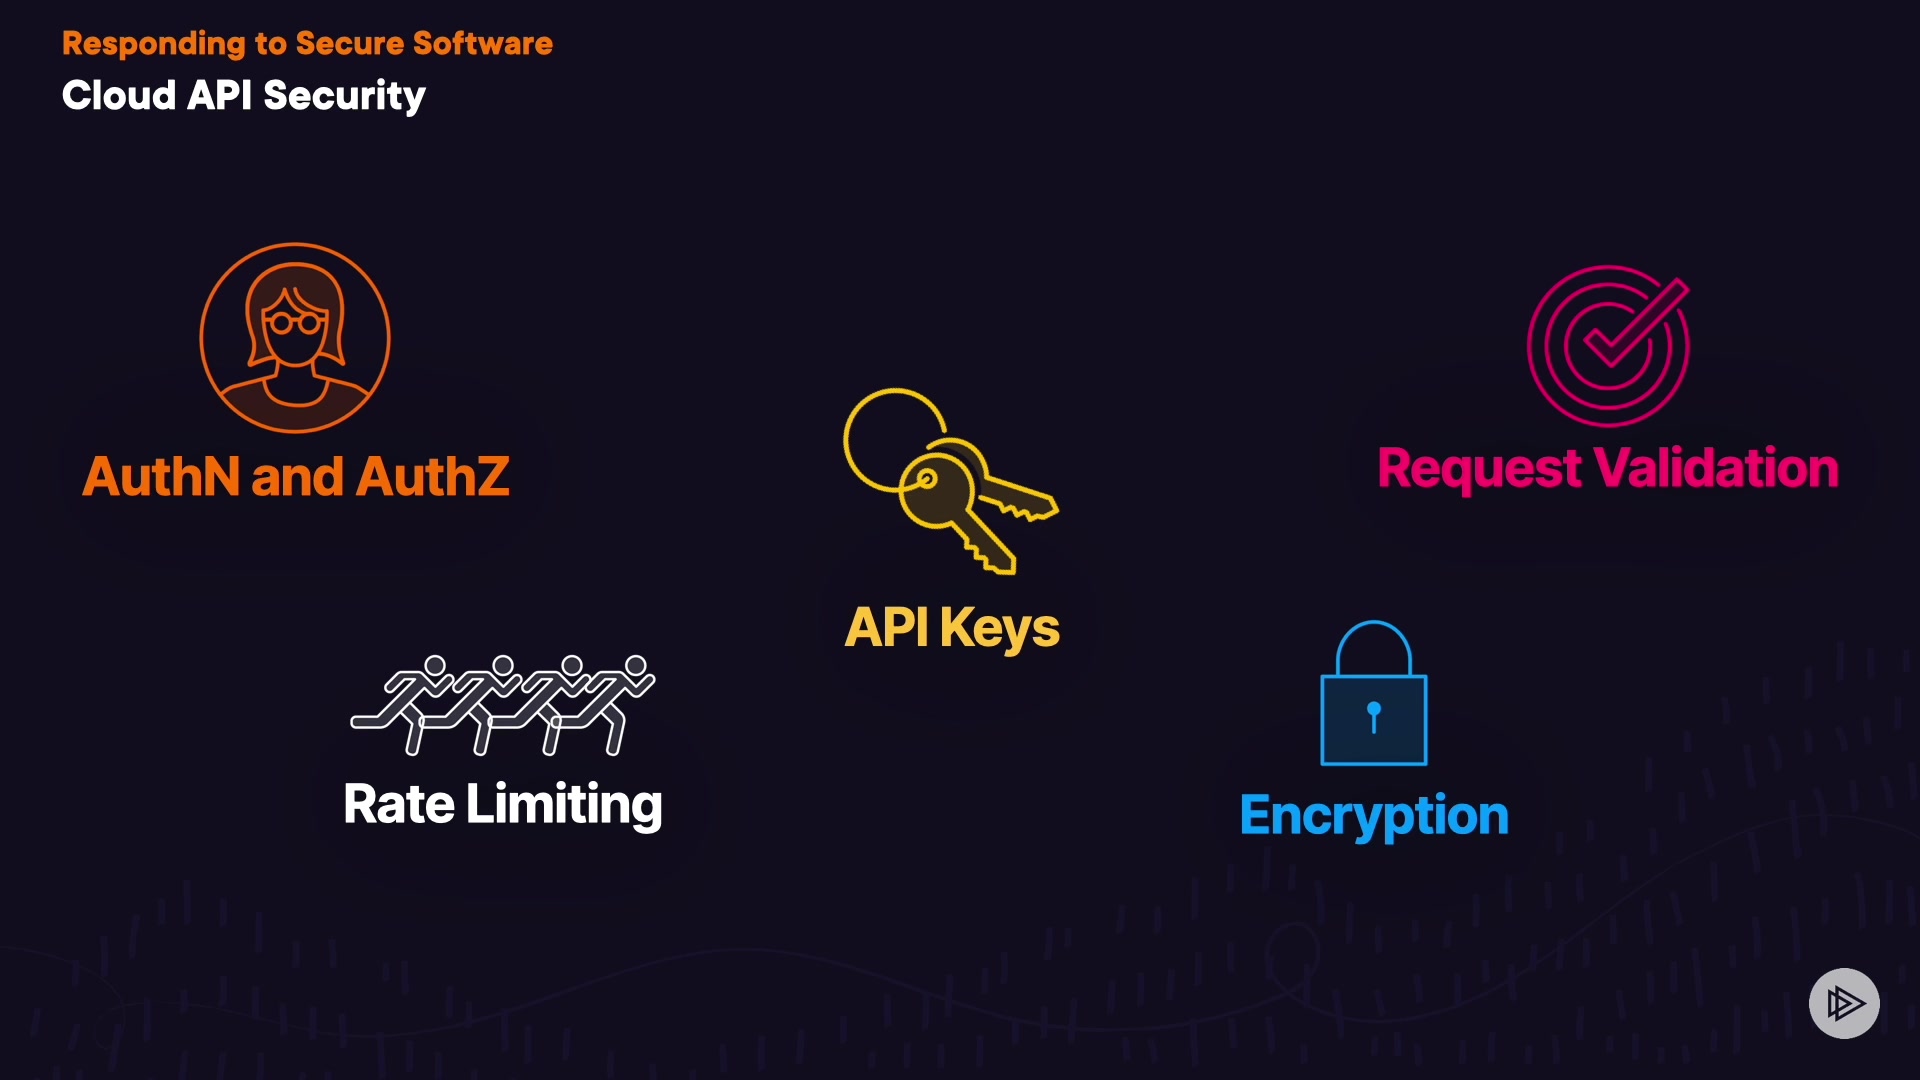 Responding to Secure Software
Cloud API Security
AuthN and AuthZ
Rate Limiting
API Keys
Request Validation
Encryption